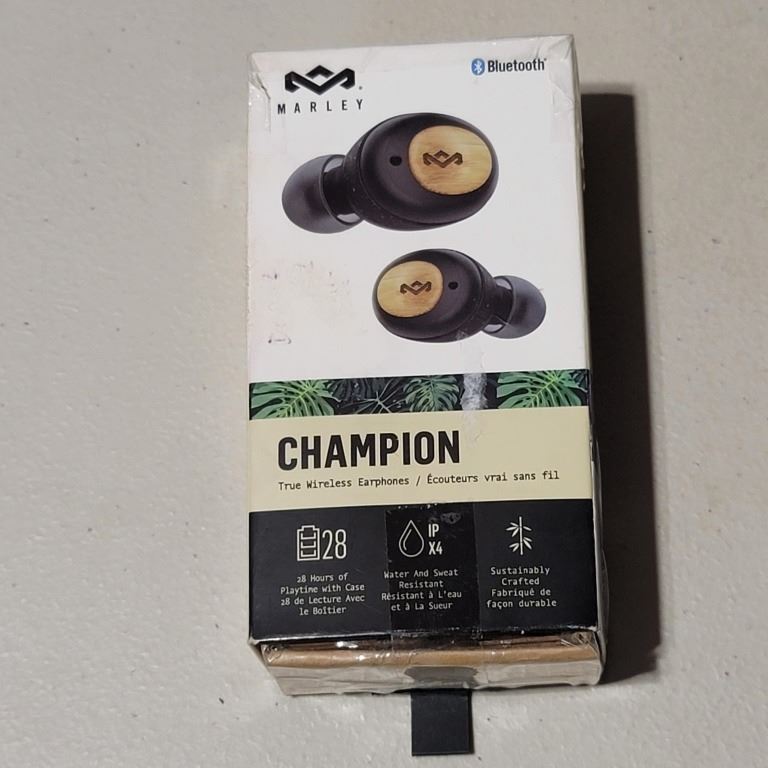 MARLEY
Bluetooth
CHAMPION
True Wireless Earphones / Écouteurs vrai sans fil
28
28 Hours of
Playtime with Case
28 de Lecture Avec
le Boîtier
IP
X4
Water And Sweat
Resistant
Résistant à L'eau
et à La Sueur
Sustainably
Crafted
Fabriqué de
façon durable